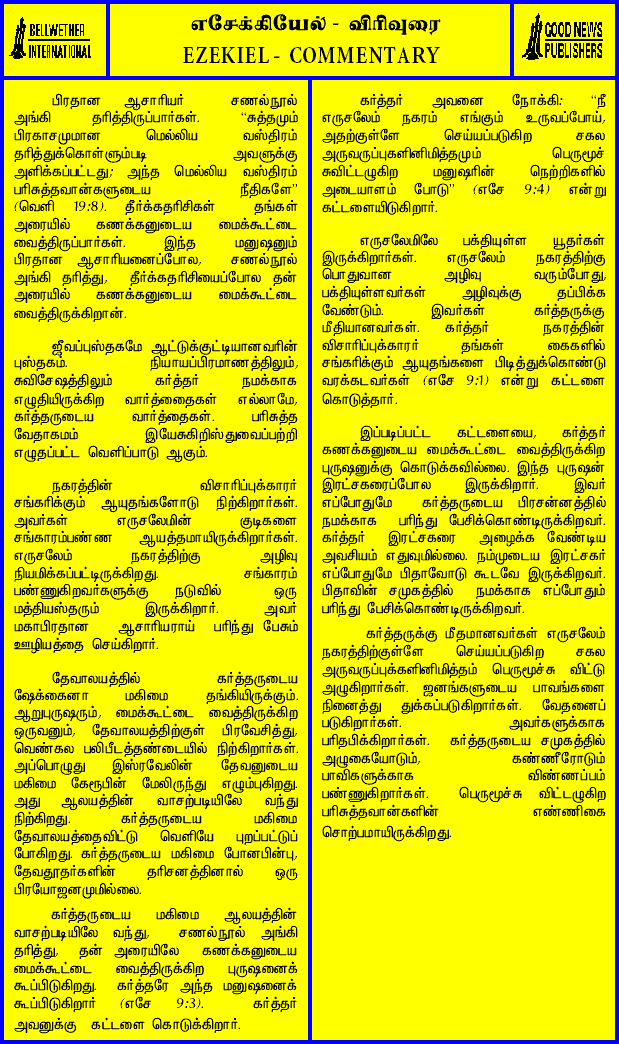 BELLWETHER
INTERNATIONAL
எசேக்கியேல் - விரிவுரை
EZEKIEL - COMMENTARY
GOOD NEWS
PUBLISHERS
பிரதான ஆசாரியர் சணல்நூல்
அங்கி தரித்திருப்பார்கள். “சுத்தமும்
பிரகாசமுமான மெல்லிய வஸ்திரம்
தரித்துக்கொள்ளும்படி அவளுக்கு
அளிக்கப்பட்டது; அந்த மெல்லிய வஸ்திரம்
பரிசுத்தவான்களுடைய நீதிகளே”
(வெளி 19:8). தீர்க்கதரிசிகள் தங்கள்
அரையில் கணக்கனுடைய மைக்கூட்டை
வைத்திருப்பார்கள். இந்த மனுஷனும்
பிரதான ஆசாரியனைப்போல, சணல்நூல்
அங்கி தரித்து, தீர்க்கதரிசியைப்போல தன்
அரையில் கணக்கனுடைய மைக்கூட்டை
வைத்திருக்கிறான்.
ஜீவப்புஸ்தகமே ஆட்டுக்குட்டியானவரின்
புஸ்தகம். நியாயப்பிரமாணத்திலும்,
சுவிசேஷத்திலும் கர்த்தர் நமக்காக
எழுதியிருக்கிற வார்த்தைகள் எல்லாமே,
கர்த்தருடைய வார்த்தைகள். பரிசுத்த
வேதாகமம் இயேசுகிறிஸ்துவைப்பற்றி
எழுதப்பட்ட வெளிப்பாடு ஆகும்.
நகரத்தின் விசாரிப்புக்காரர்
சங்கரிக்கும் ஆயுதங்களோடு நிற்கிறார்கள்.
அவர்கள் எருசலேமின் குடிகளை
சங்காரம்பண்ண ஆயத்தமாயிருக்கிறார்கள்.
எருசலேம் நகரத்திற்கு அழிவு
நியமிக்கப்பட்டிருக்கிறது. சங்காரம்
பண்ணுகிறவர்களுக்கு நடுவில் ஒரு
மத்தியஸ்தரும் இருக்கிறார். அவர்
மகாபிரதான ஆசாரியராய் பரிந்து பேசும்
ஊழியத்தை செய்கிறார்.
தேவாலயத்தில் கர்த்தருடைய
ஷேக்கைனா மகிமை தங்கியிருக்கும்.
ஆறுபுருஷரும், மைக்கூட்டை வைத்திருக்கிற
ஒருவனும், தேவாலயத்திற்குள் பிரவேசித்து,
வெண்கல பலிபீடத்தண்டையில் நிற்கிறார்கள்.
அப்பொழுது இஸ்ரவேலின் தேவனுடைய
மகிமை கேரூபின் மேலிருந்து எழும்புகிறது.
அது ஆலயத்தின் வாசற்படியிலே வந்து
நிற்கிறது. கர்த்தருடைய மகிமை
தேவாலயத்தைவிட்டு வெளியே புறப்பட்டுப்
போகிறது. கர்த்தருடைய மகிமை போனபின்பு,
தேவதூதர்களின் தரிசனத்தினால் ஒரு
பிரயோஜனமுமில்லை.
கர்த்தருடைய மகிமை ஆலயத்தின்
வாசற்படியிலே வந்து, சணல்நூல் அங்கி
தரித்து, தன் அரையிலே கணக்கனுடைய
மைக்கூட்டை வைத்திருக்கிற புருஷனைக்
கூப்பிடுகிறது. கர்த்தரே அந்த மனுஷனைக்
கூப்பிடுகிறார் (எசே 9:3). கர்த்தர்
அவனுக்கு கட்டளை கொடுக்கிறார்.
கர்த்தர் அவனை நோக்கி: “நீ
எருசலேம் நகரம் எங்கும் உருவப்போய்,
அதற்குள்ளே செய்யப்படுகிற சகல
அருவருப்புகளினிமித்தமும் பெருமூச்
சுவிட்டழுகிற மனுஷரின் நெற்றிகளில்
அடையாளம் போடு” (எசே 9:4) என்று
கட்டளையிடுகிறார்.
எருசலேமிலே பக்தியுள்ள யூதர்கள்
இருக்கிறார்கள். எருசலேம் நகரத்திற்கு
பொதுவான அழிவு வரும்போது,
பக்தியுள்ளவர்கள் அழிவுக்கு தப்பிக்க
வேண்டும். இவர்கள் கர்த்தருக்கு
மீதியானவர்கள். கர்த்தர் நகரத்தின்
விசாரிப்புக்காரர் தங்கள் கைகளில்
சங்கரிக்கும் ஆயுதங்களை பிடித்துக்கொண்டு
வரக்கடவர்கள் (எசே 9:1) என்று கட்டளை
கொடுத்தார்.
இப்படிப்பட்ட கட்டளையை, கர்த்தர்
கணக்கனுடைய மைக்கூட்டை வைத்திருக்கிற
புருஷனுக்கு கொடுக்கவில்லை. இந்த புருஷன்
இரட்சகரைப்போல இருக்கிறார். இவர்
எப்போதுமே கர்த்தருடைய பிரசன்னத்தில்
நமக்காக பரிந்து பேசிக்கொண்டிருக்கிறவர்.
கர்த்தர் இரட்சகரை அழைக்க வேண்டிய
அவசியம் எதுவுமில்லை. நம்முடைய இரட்சகர்
எப்போதுமே பிதாவோடு கூடவே இருக்கிறவர்.
பிதாவின் சமுகத்தில் நமக்காக எப்போதும்
பரிந்து பேசிக்கொண்டிருக்கிறவர்.
கர்த்தருக்கு மீதமானவர்கள் எருசலேம்
நகரத்திற்குள்ளே செய்யப்படுகிற சகல
அருவருப்புக்களினிமித்தம் பெருமூச்சு விட்டு
அழுகிறார்கள். ஜனங்களுடைய பாவங்களை
நினைத்து துக்கப்படுகிறார்கள். வேதனைப்
படுகிறார்கள். அவர்களுக்காக
பரிதபிக்கிறார்கள். கர்த்தருடைய சமுகத்தில்
அழுகையோடும், கண்ணீரோடும்
பாவிகளுக்காக விண்ணப்பம்
பண்ணுகிறார்கள். பெருமூச்சு விட்டழுகிற
பரிசுத்தவான்களின் எண்ணிகை
சொற்பமாயிருக்கிறது.